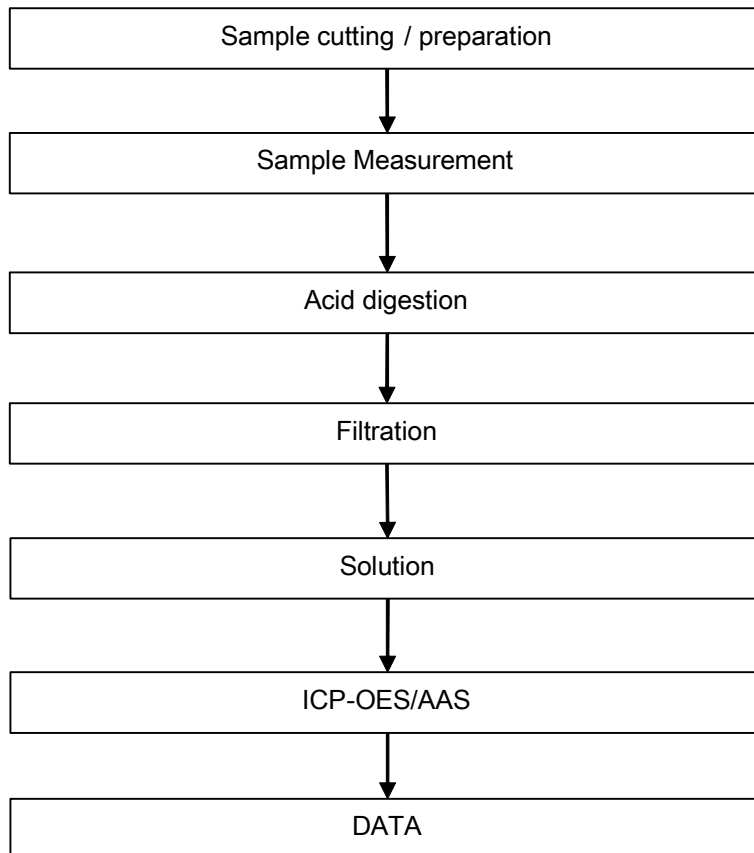 Sample cutting / preparation
Sample Measurement
Acid digestion
Filtration
Solution
ICP-OES/AAS
DATA